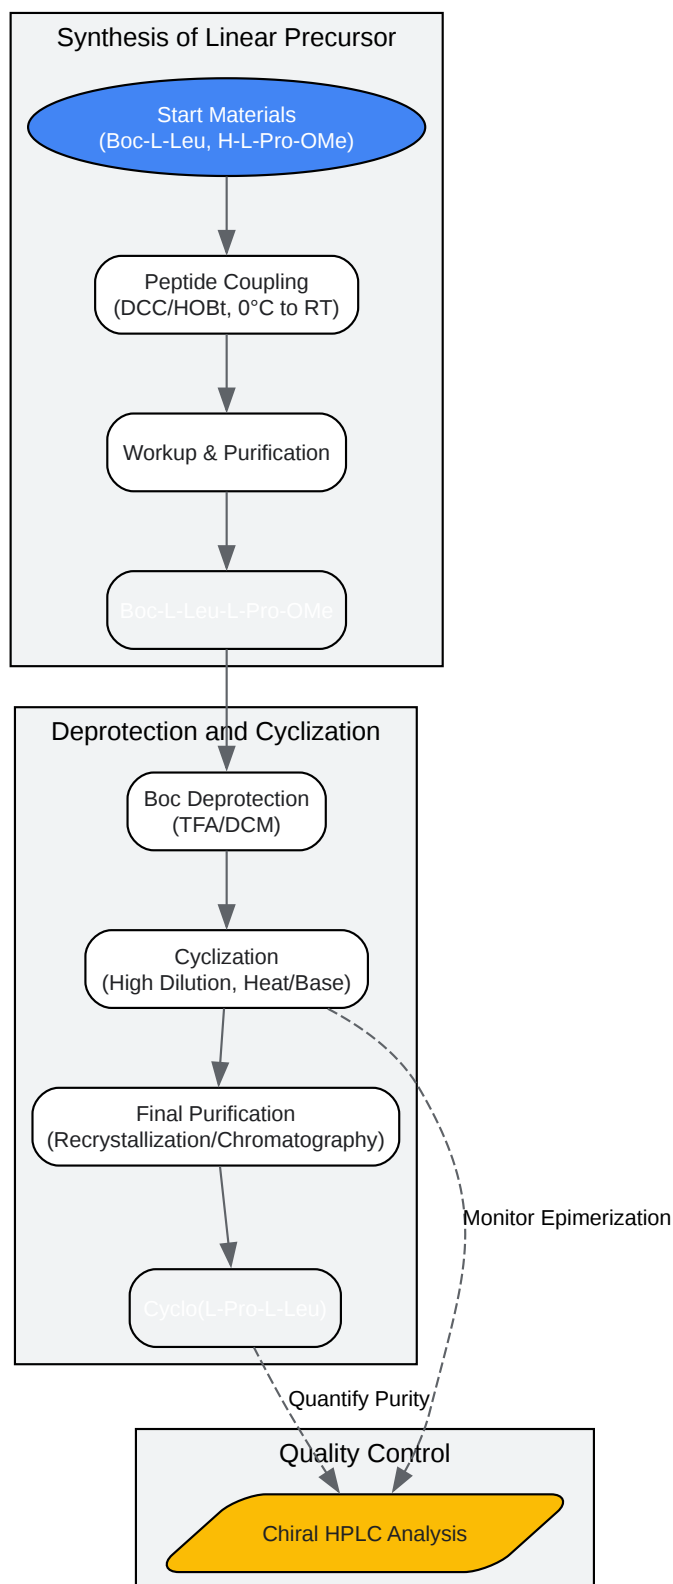 Synthesis of Linear Precursor
Start Materials
(Boc-L-Leu, H-L-Pro-OMe)
Peptide Coupling
(DCC/HOBt, 0°C to RT)
Workup & Purification
Boc-L-Leu-L-Pro-OMe
Deprotection and Cyclization
Boc Deprotection
(TFA/DCM)
Cyclization
(High Dilution, Heat/Base)
Final Purification
(Recrystallization/Chromatography)
Monitor Epimerization
Cyclo(L-Pro-L-Leu)
Quantify Purity
Quality Control
Chiral HPLC Analysis